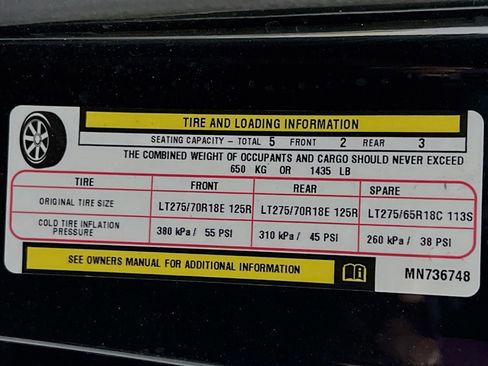 TIRE AND LOADING INFORMATION
SEATING CAPACITY - TOTAL 5 FRONT 2 REAR 3
THE COMBINED WEIGHT OF OCCUPANTS AND CARGO SHOULD NEVER EXCEED
650 KG OR 1435 LB
TIRE FRONT REAR SPARE
ORIGINAL TIRE SIZE LT275/70R18E 125R LT275/70R18E 125R LT275/65R18C 113S
COLD TIRE INFLATION PRESSURE 380 kPa / 55 PSI 310 kPa / 45 PSI 260 kPa / 38 PSI
SEE OWNERS MANUAL FOR ADDITIONAL INFORMATION
MN736748